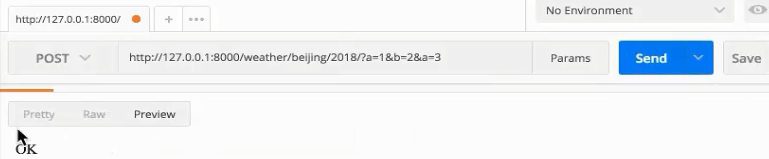 http://127.0.0.1:8000/ + ••• No Environment
POST http://127.0.0.1:8000/weather/beijing/2018/?a=1&b=2&a=3 Params Send Save
Pretty Raw Preview
OK